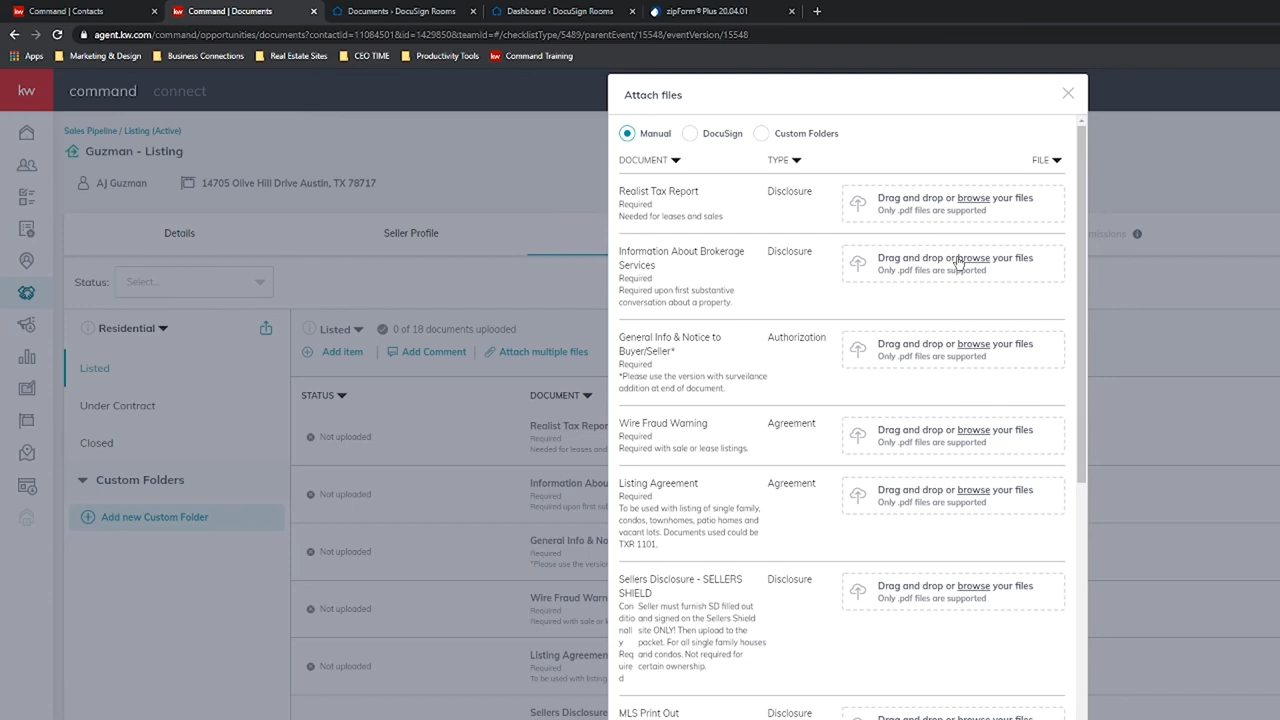 Command | Contacts
Command | Documents
Documents › DocuSign Rooms
Dashboard › DocuSign Rooms
zipForm® Plus 20.04.01
agent.kw.com/command/opportunities/documents?contactId=11084501&id=1429850&teamId=#/checklistType/5489/parentEvent/15548/eventVersion/15548
Apps
Marketing & Design
Business Connections
Real Estate Sites
CEO TIME
Productivity Tools
Command Training
kw
command
connect
Sales Pipeline / Listing (Active)
Guzman - Listing
AJ Guzman
14705 Olive Hill Drive Austin, TX 78717
Details
Seller Profile
Status:
Select...
Residential
Listed
Under Contract
Closed
Custom Folders
Add new Custom Folder
Listed
0 of 18 documents uploaded
Add item
Add Comment
Attach multiple files
STATUS
DOCUMENT
Not uploaded
Realist Tax Repor
Required
Needed for leases and
Not uploaded
Information Abou
Required
Required upon first sub
Not uploaded
General Info & No
Required
*Please use the version
Not uploaded
Wire Fraud Warn
Required
Required with sale or l
Not uploaded
Listing Agreemen
Required
To be used with listing
Sellers Disclosure
Attach files
Manual
DocuSign
Custom Folders
DOCUMENT
TYPE
FILE
Realist Tax Report
Required
Needed for leases and sales
Disclosure
Drag and drop or browse your files
Only .pdf files are supported
Information About Brokerage
Services
Required
Required upon first substantive
conversation about a property.
Disclosure
Drag and drop or browse your files
Only .pdf files are supported
General Info & Notice to
Buyer/Seller*
Required
*Please use the version with surveilance
addition at end of document.
Authorization
Drag and drop or browse your files
Only .pdf files are supported
Wire Fraud Warning
Required
Required with sale or lease listings.
Agreement
Drag and drop or browse your files
Only .pdf files are supported
Listing Agreement
Required
To be used with listing of single family,
condos, townhomes, patio homes and
vacant lots. Documents used could be
TXR 1101,
Agreement
Drag and drop or browse your files
Only .pdf files are supported
Sellers Disclosure - SELLERS
SHIELD
Con
ditio
nall
y
Req
uire
d
Seller must furnish SD filled out
and signed on the Sellers Shield
site ONLY! Then upload to the
packet. For all single family houses
and condos. Not required for
certain ownership.
Disclosure
Drag and drop or browse your files
Only .pdf files are supported
MLS Print Out
Disclosure
Drag and drop or browse your files